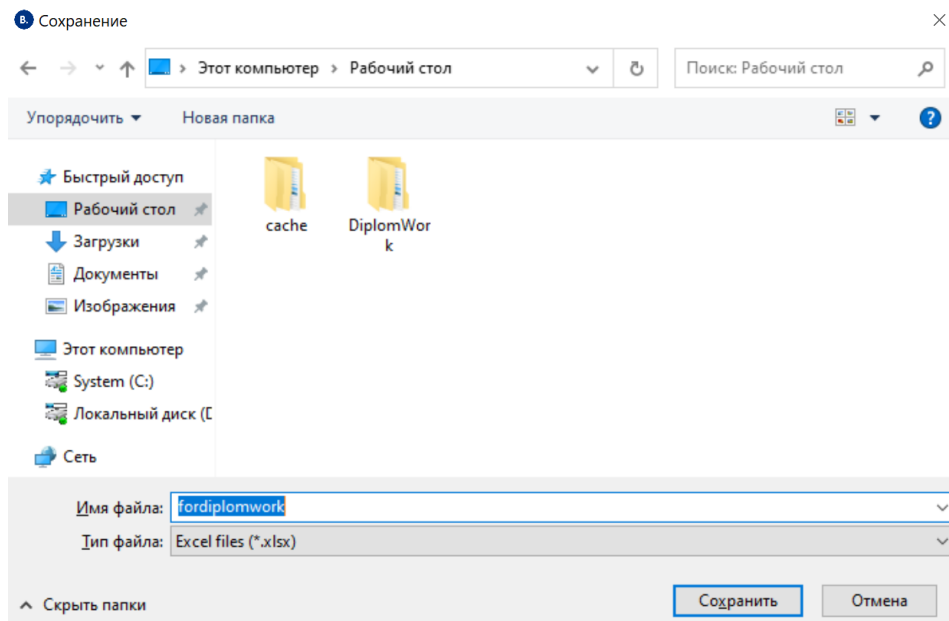 B. Сохранение
Этот компьютер › Рабочий стол
Поиск: Рабочий стол
Упорядочить
Новая папка
?
Быстрый доступ
Рабочий стол
Загрузки
Документы
Изображения
Этот компьютер
System (C:)
Локальный диск (D
Сеть
cache
DiplomWor
k
Имя файла: fordiplomwork
Тип файла: Excel files (*.xlsx)
Скрыть папки
Сохранить
Отмена